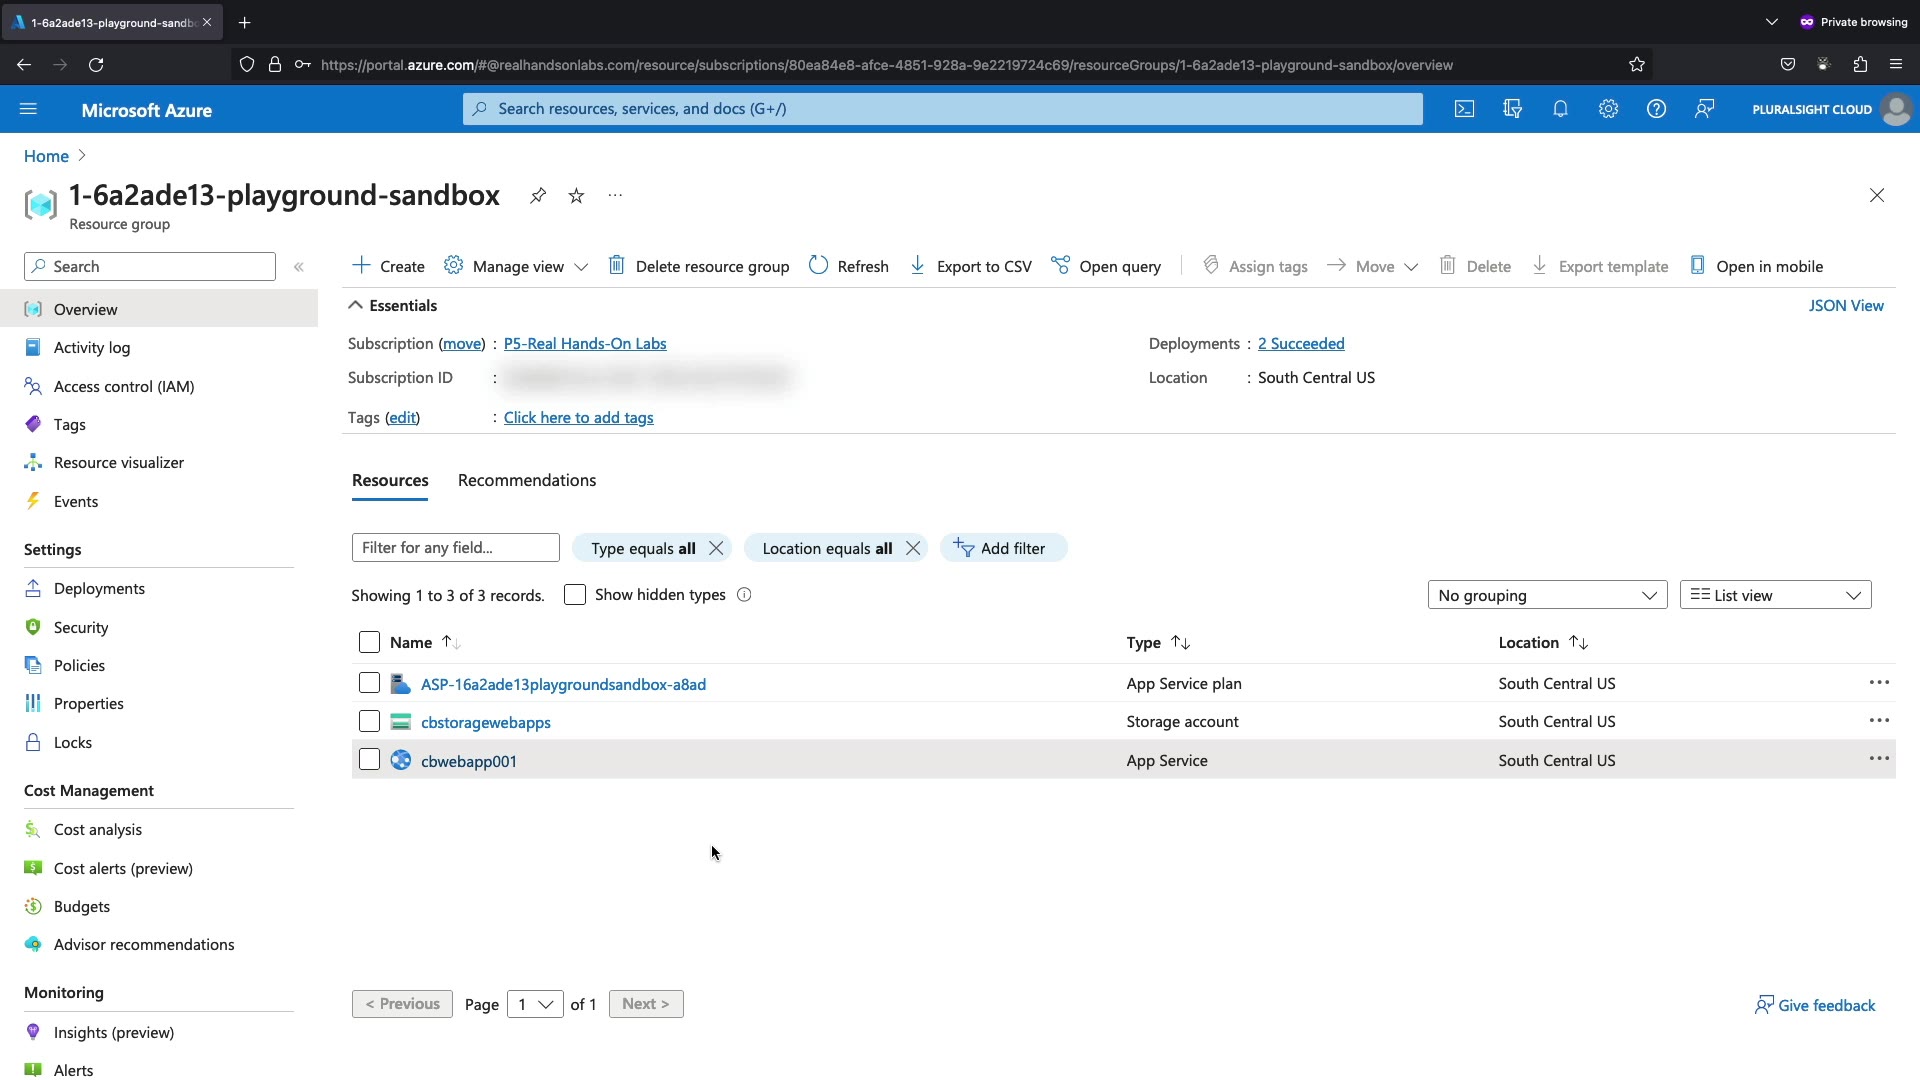 1-6a2ade13-playground-sandb
Private browsing
https://portal.azure.com/#@realhandsonlabs.com/resource/subscriptions/80ea84e8-afce-4851-928a-9e2219724c69/resourceGroups/1-6a2ade13-playground-sandbox/overview
Microsoft Azure
Search resources, services, and docs (G+/)
PLURALSIGHT CLOUD
Home
1-6a2ade13-playground-sandbox
Resource group
Search
Create Manage view Delete resource group Refresh Export to CSV Open query Assign tags Move Delete Export template Open in mobile
Overview
Activity log
Access control (IAM)
Tags
Resource visualizer
Events
Settings
Deployments
Security
Policies
Properties
Locks
Cost Management
Cost analysis
Cost alerts (preview)
Budgets
Advisor recommendations
Monitoring
Insights (preview)
Alerts
Essentials
JSON View
Subscription (move) : P5-Real Hands-On Labs
Deployments : 2 Succeeded
Subscription ID :
Location : South Central US
Tags (edit) : Click here to add tags
Resources Recommendations
Filter for any field...
Type equals all
Location equals all
Add filter
Showing 1 to 3 of 3 records.
Show hidden types
No grouping
List view
Name Type Location
ASP-16a2ade13playgroundsandbox-a8ad App Service plan South Central US
cbstoragewebapps Storage account South Central US
cbwebapp001 App Service South Central US
< Previous Page 1 of 1 Next >
Give feedback